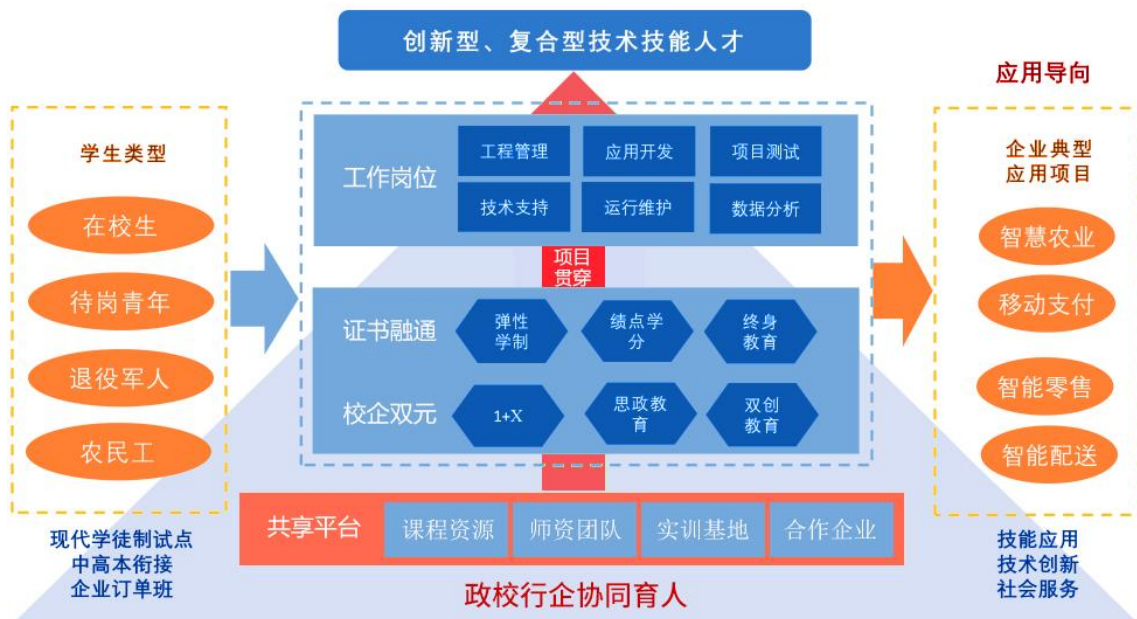 创新型、复合型技术技能人才
学生类型
在校生
待岗青年
退役军人
农民工
现代学徒制试点
中高本衔接
企业订单班
工作岗位
工程管理
应用开发
项目测试
技术支持
运行维护
数据分析
项目
贯穿
证书融通
弹性
学制
绩点学
分
终身
教育
校企双元
1+X
思政教
育
双创
教育
共享平台
课程资源
师资团队
实训基地
合作企业
政校行企协同育人
应用导向
企业典型
应用项目
智慧农业
移动支付
智能零售
智能配送
技能应用
技术创新
社会服务